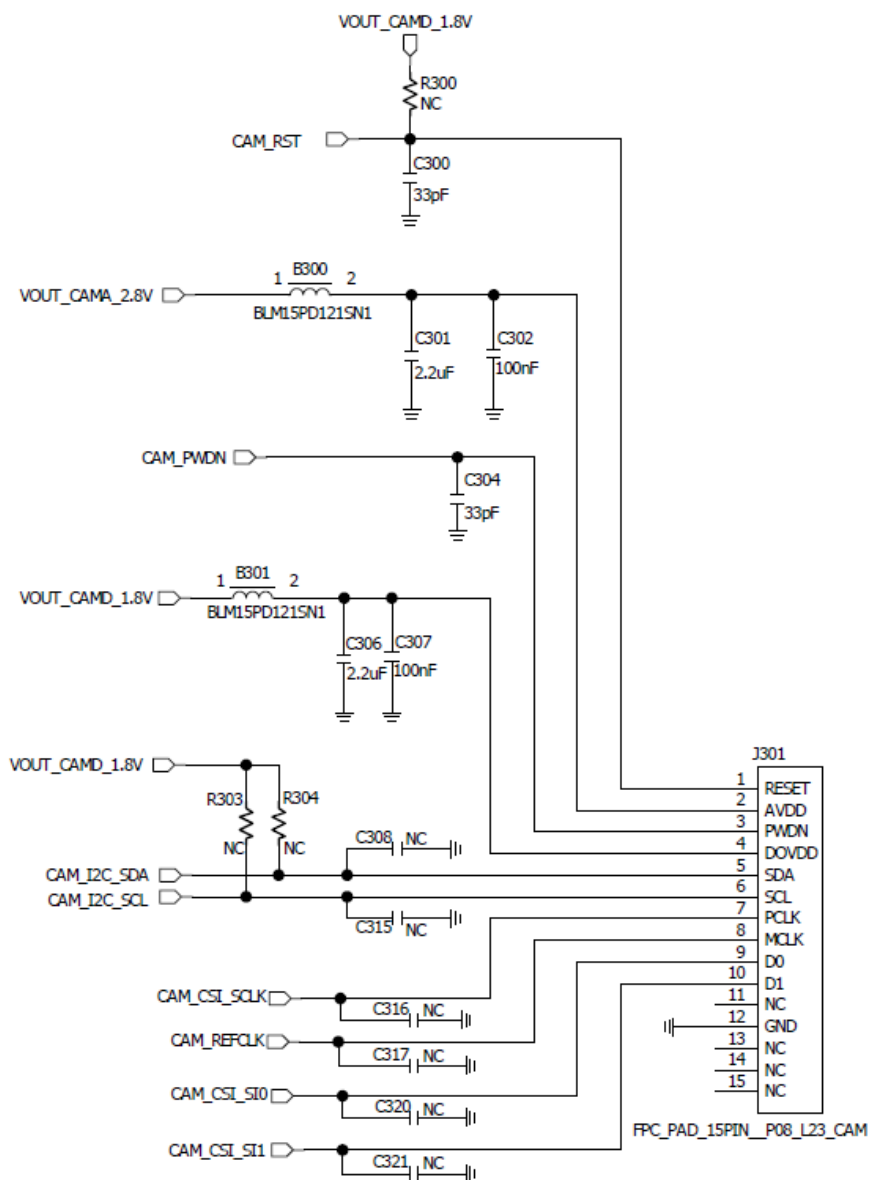 VOUT_CAMD_1.8V
R300
NC
CAM_RST
C300
33pF
B300
1 2
VOUT_CAMA_2.8V
BLM15PD121SN1
C301
2.2uF
C302
100nF
CAM_PWDN
C304
33pF
B301
1 2
VOUT_CAMD_1.8V
BLM15PD121SN1
C306
2.2uF
C307
100nF
VOUT_CAMD_1.8V
R303
NC
R304
NC
C308 NC
CAM_I2C_SDA
CAM_I2C_SCL
C315 NC
CAM_CSI_SCLK
C316 NC
CAM_REFCLK
C317 NC
CAM_CSI_SI0
C320 NC
CAM_CSI_SI1
C321 NC
J301
1 RESET
2 AVDD
3 PWDN
4 DOVDD
5 SDA
6 SCL
7 PCLK
8 MCLK
9 D0
10 D1
11 NC
12 GND
13 NC
14 NC
15 NC
FPC_PAD_15PIN__P08_L23_CAM